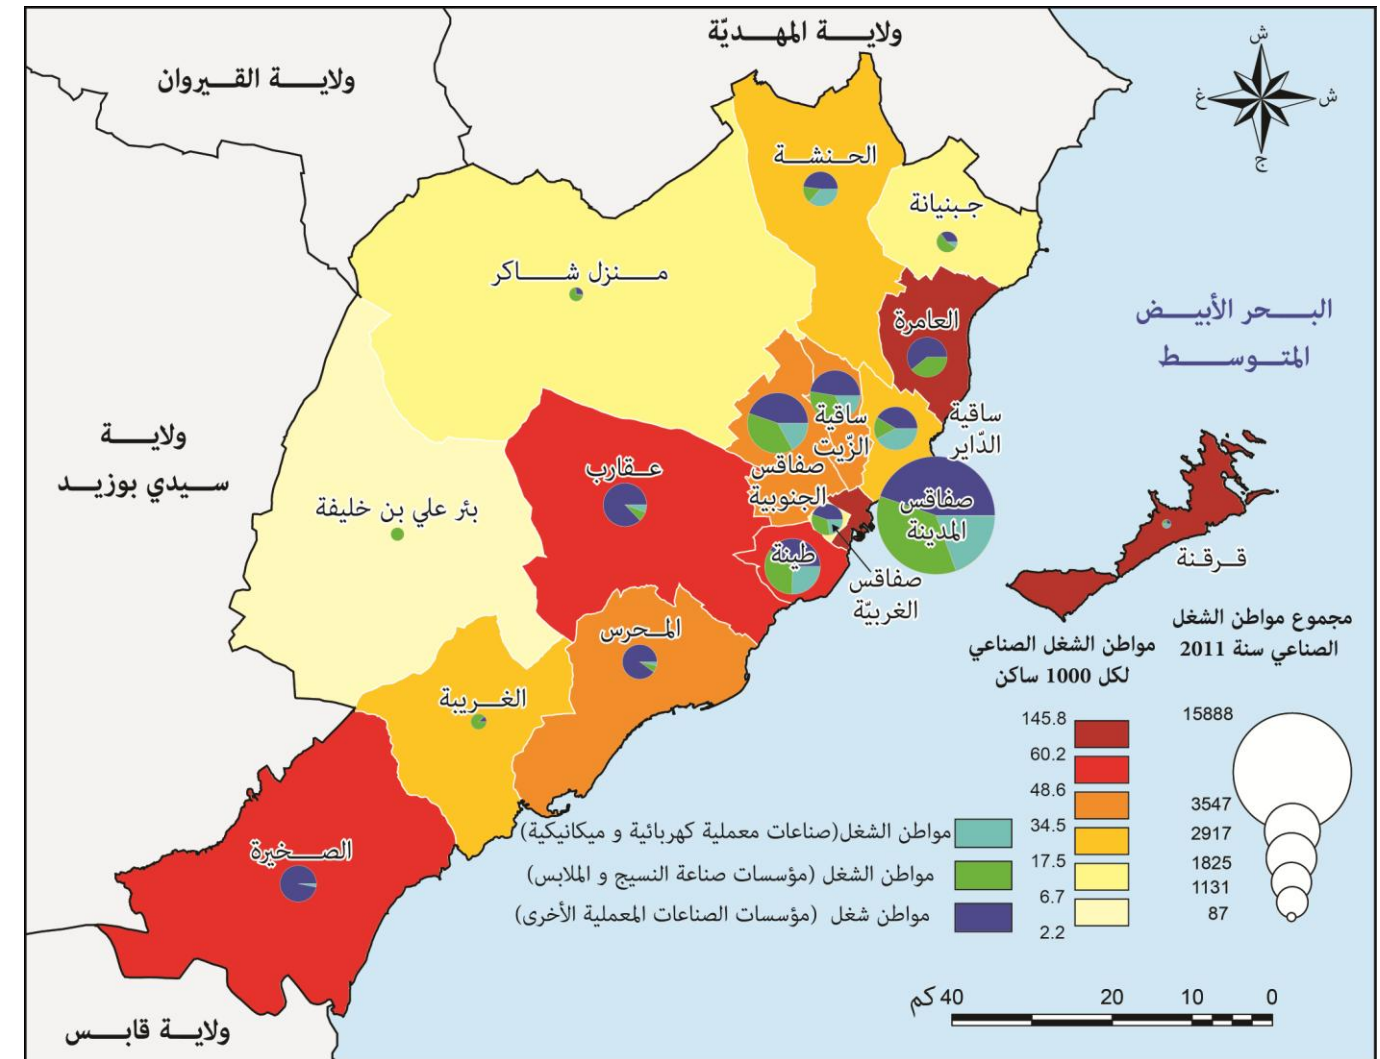 ولاية المهديّة
ولاية القيروان
ش
غ
ش
ج
الحنشة
جبنيانة
منزل شاكر
العامرة
البحر الأبيض
المتوسط
ولاية
سيدي بوزيد
ساقية
الدّاير
ساقية
الزّيت
صفاقس
الجنوبية
عقارب
بئر علي بن خليفة
صفاقس
المدينة
طينة
صفاقس
الغربيّة
قرقنة
المحرس
الغريبة
الصخيرة
ولاية قابس
مجموع مواطن الشغل
الصناعي سنة 2011
15888
3547
2917
1825
1131
87
مواطن الشغل الصناعي
لكل 1000 ساكن
145.8
60.2
48.6
34.5
17.5
6.7
2.2
مواطن الشغل(صناعات معملية كهربائية و ميكانيكية)
مواطن الشغل (مؤسسات صناعة النسيج و الملابس)
مواطن شغل (مؤسسات الصناعات المعملية الأخرى)
0 10 20 40 كم